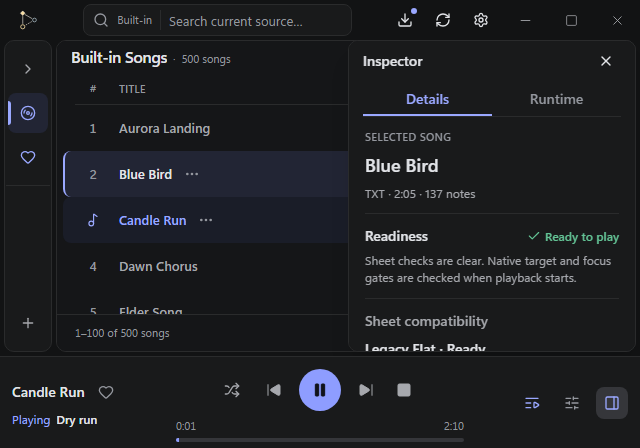 Built-in
Search current source...
Built-in Songs · 500 songs
# TITLE
1 Aurora Landing
2 Blue Bird ···
Candle Run ···
4 Dawn Chorus
5 Elder Song
1–100 of 500 songs
Inspector
Details Runtime
SELECTED SONG
Blue Bird
TXT · 2:05 · 137 notes
Readiness Ready to play
Sheet checks are clear. Native target and focus
gates are checked when playback starts.
Sheet compatibility
Legacy Flat · Ready
Candle Run
Playing Dry run
0:01 2:10